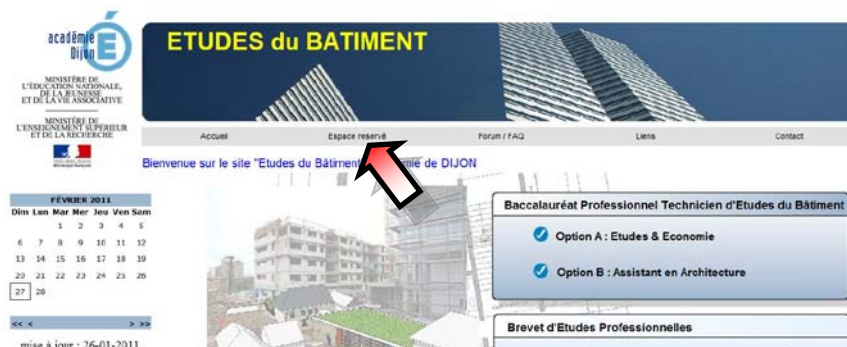 académie
Dijon
É
MINISTÈRE DE
L'ÉDUCATION NATIONALE,
DE LA JEUNESSE
ET DE LA VIE ASSOCIATIVE
MINISTÈRE DE
L'ENSEIGNEMENT SUPÉRIEUR
ET DE LA RECHERCHE
ETUDES du BATIMENT
Accueil Espace reservé Forum / FAQ Liens Contact
Bienvenue sur le site "Etudes du Bâtiment de DIJON
FÉVRIER 2011
Dim Lun Mar Mer Jeu Ven Sam
1 2 3 4 5
6 7 8 9 10 11 12
13 14 15 16 17 18 19
20 21 22 23 24 25 26
27 28
<< < > >>
mise à jour : 26-01-2011
Baccalauréat Professionnel Technicien d'Etudes du Bâtiment
Option A : Etudes & Economie
Option B : Assistant en Architecture
Brevet d'Etudes Professionnelles